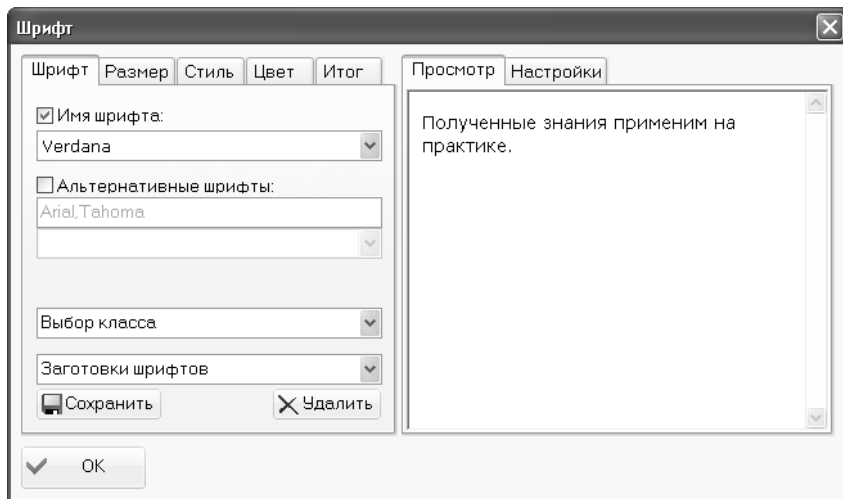 Шрифт
Шрифт Размер Стиль Цвет Итог
Просмотр Настройки
Имя шрифта:
Verdana
Альтернативные шрифты:
Arial,Tahoma
Выбор класса
Заготовки шрифтов
Сохранить Удалить
Полученные знания применим на
практике.
OK